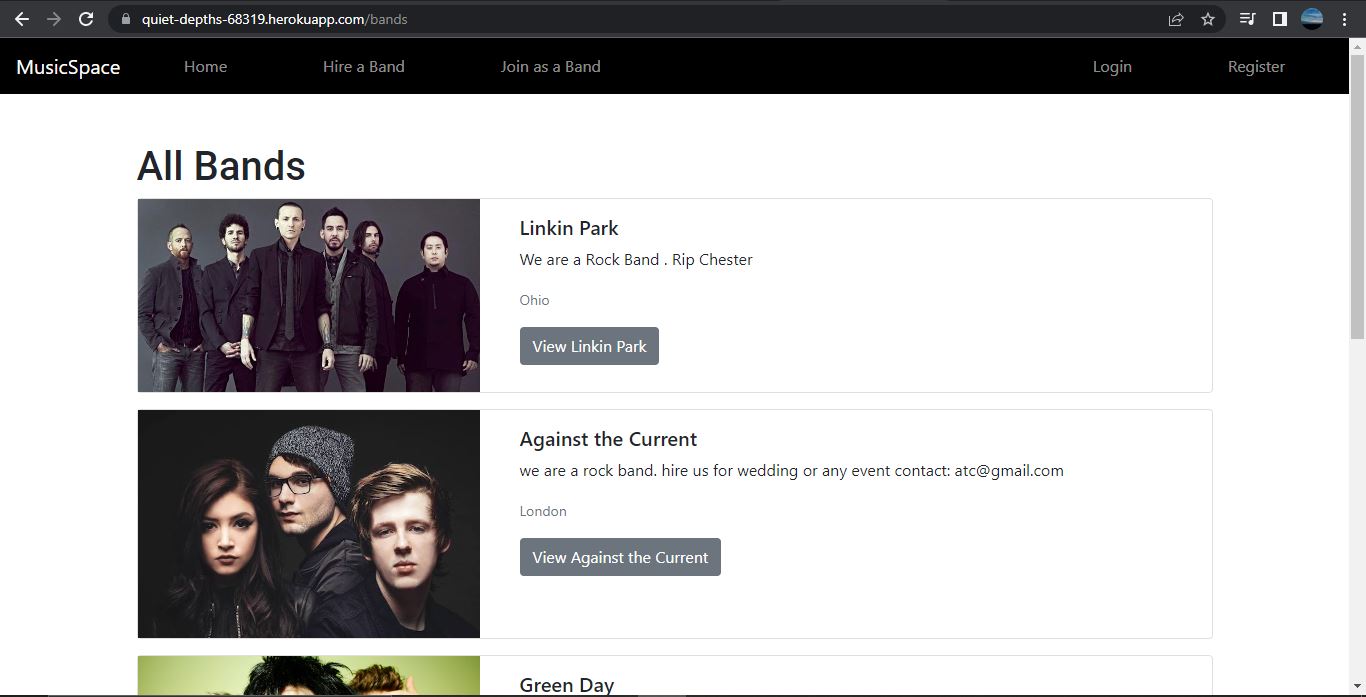 quiet-depths-68319.herokuapp.com/bands
MusicSpace Home Hire a Band Join as a Band Login Register
All Bands
Linkin Park
We are a Rock Band . Rip Chester
Ohio
View Linkin Park
Against the Current
we are a rock band. hire us for wedding or any event contact: atc@gmail.com
London
View Against the Current
Green Day